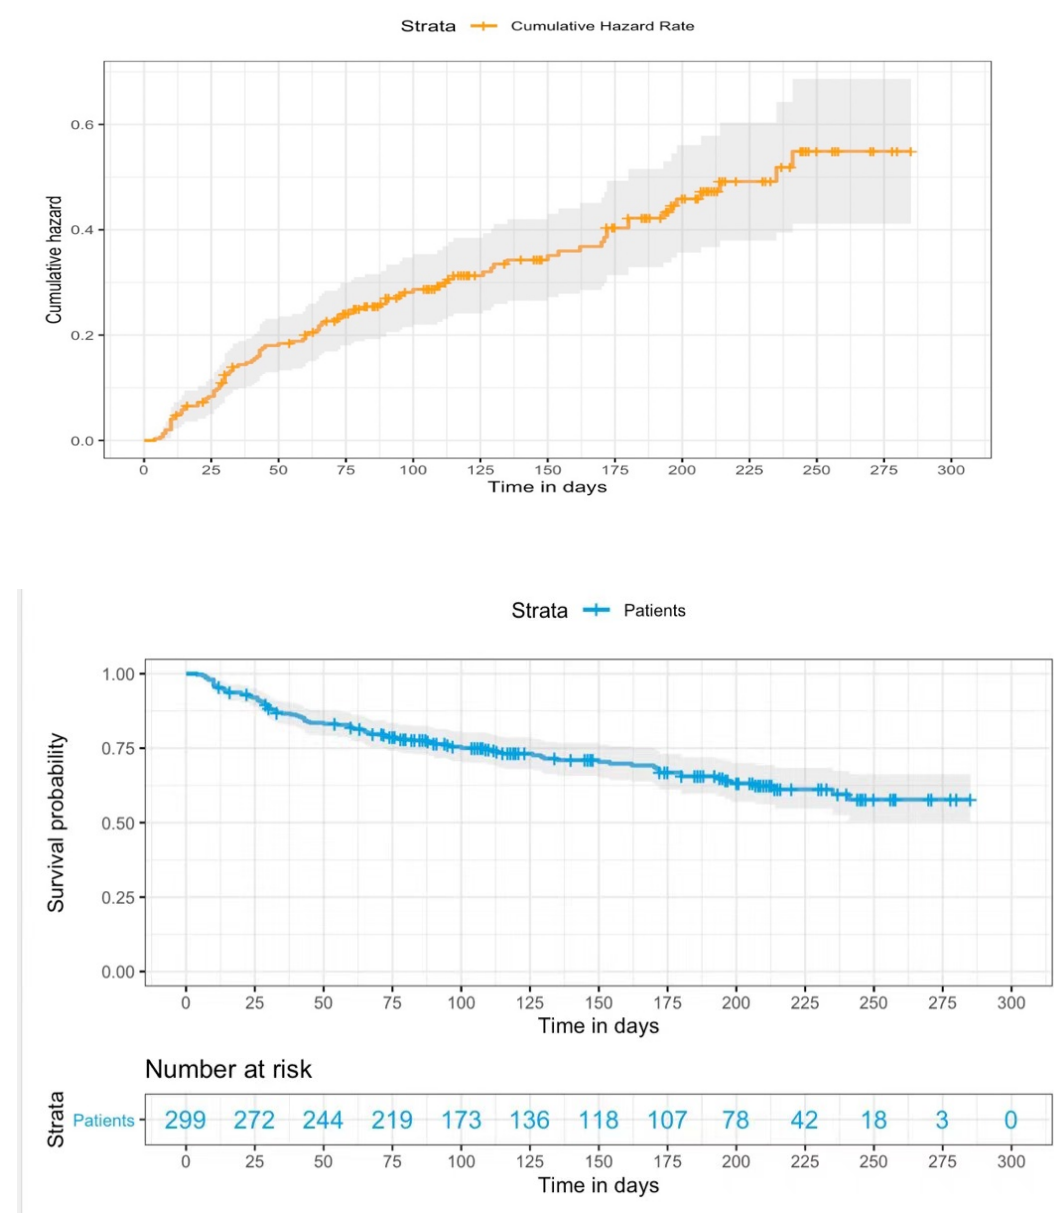 Strata Cumulative Hazard Rate
Cumulative hazard
0.6
0.4
0.2
0.0
0 25 50 75 100 125 150 175 200 225 250 275 300
Time in days
Strata Patients
Survival probability
1.00
0.75
0.50
0.25
0.00
0 25 50 75 100 125 150 175 200 225 250 275 300
Time in days
Number at risk
Strata
Patients 299 272 244 219 173 136 118 107 78 42 18 3 0
0 25 50 75 100 125 150 175 200 225 250 275 300
Time in days